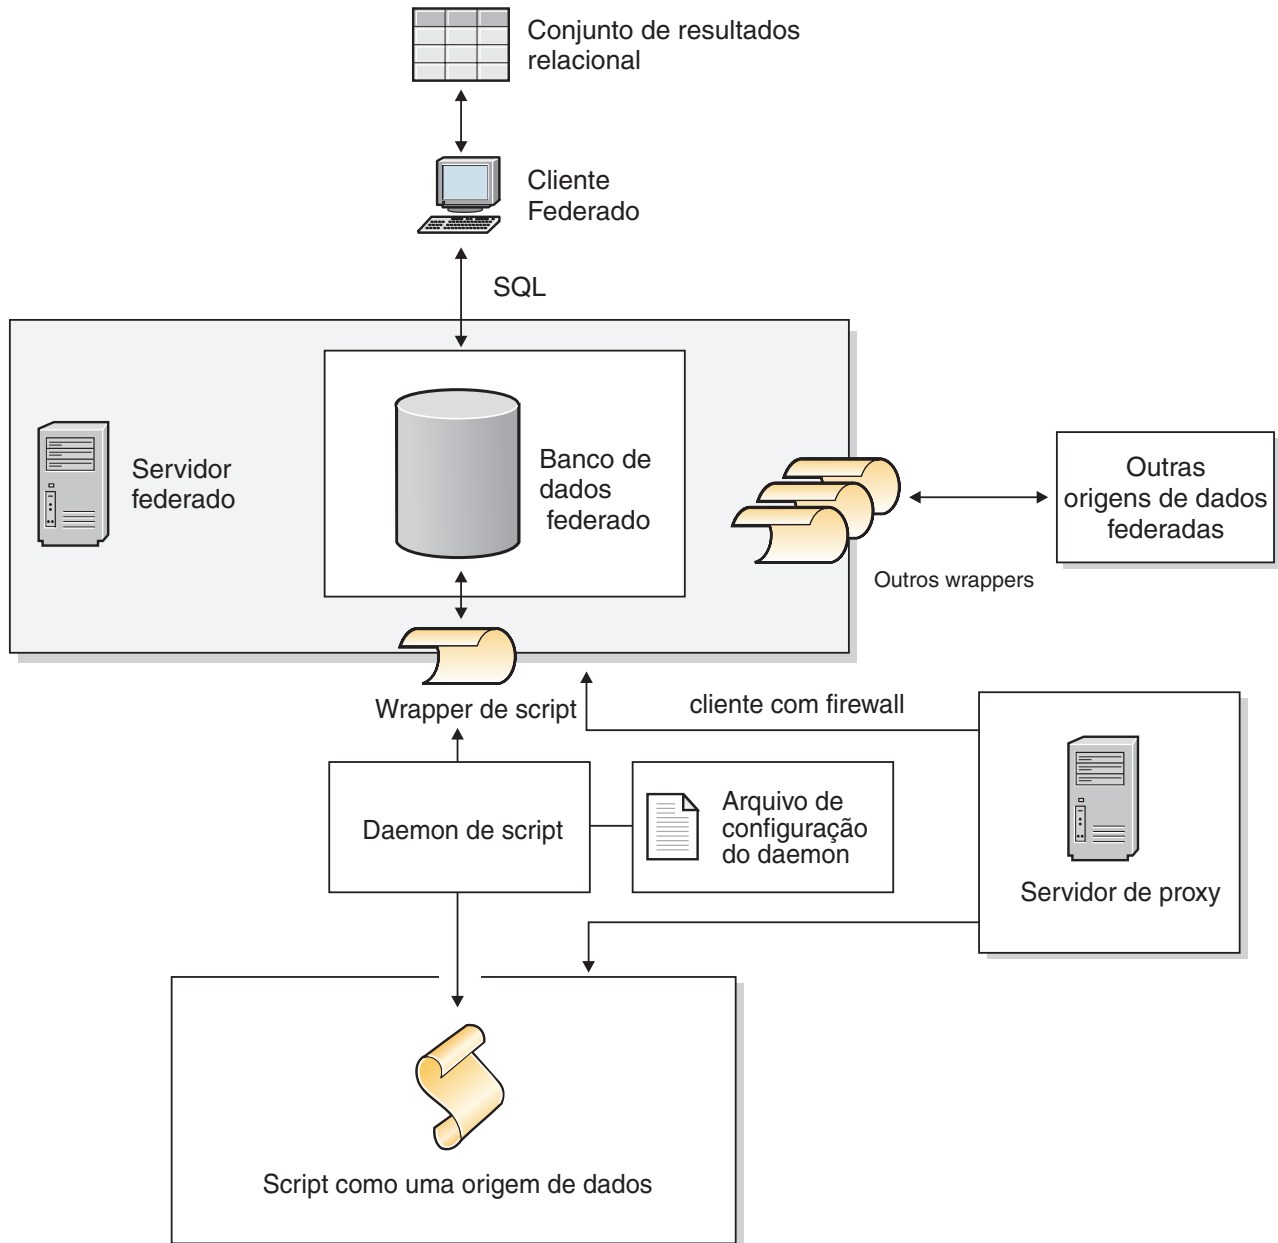 Conjunto de resultados
relacional
Cliente
Federado
SQL
Servidor
federado
Banco de
dados
federado
Outras
origens de dados
federadas
Outros wrappers
Wrapper de script
cliente com firewall
Daemon de script
Arquivo de
configuração
do daemon
Servidor de proxy
Script como uma origem de dados